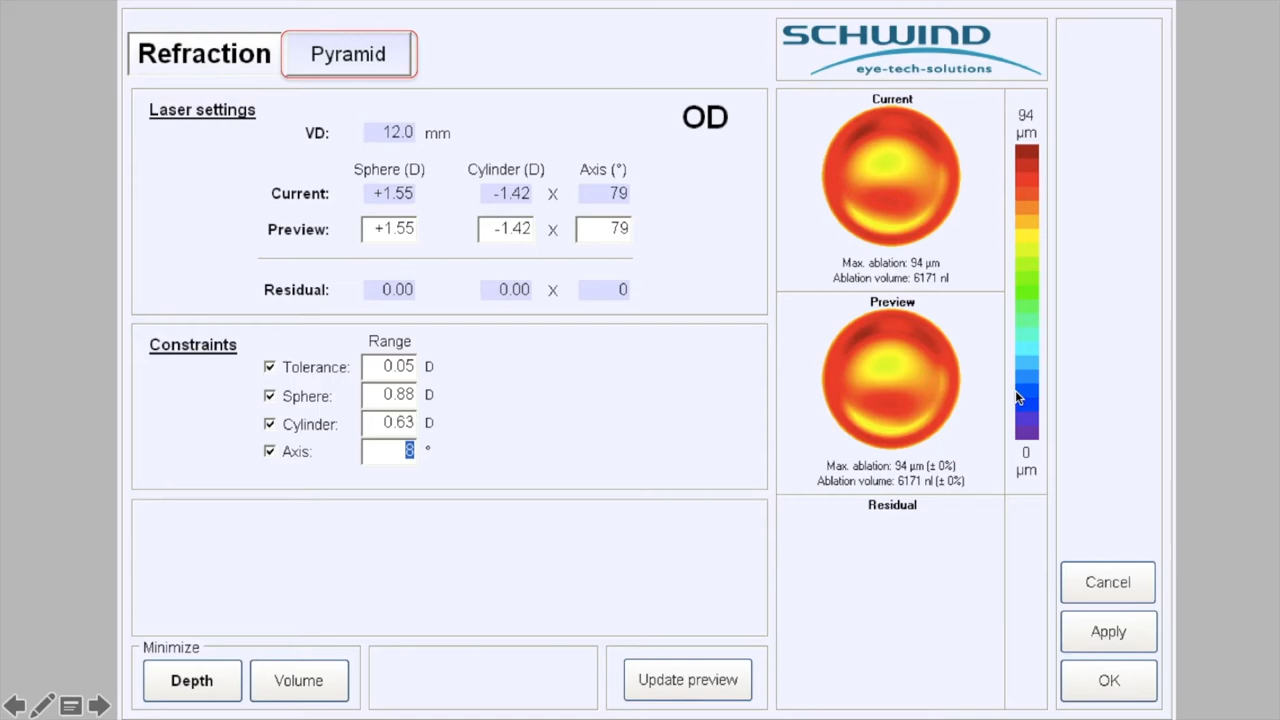 Refraction
Pyramid
SCHWIND
eye-tech-solutions
Laser settings
OD
VD: 12.0 mm
Sphere (D) Cylinder (D) Axis (°)
Current: +1.55 -1.42 X 79
Preview: +1.55 -1.42 X 79
Residual: 0.00 0.00 X 0
Constraints
Range
Tolerance: 0.05 D
Sphere: 0.88 D
Cylinder: 0.63 D
Axis: 8 °
Minimize
Depth
Volume
Update preview
Current
Max. ablation: 94 µm
Ablation volume: 6171 nl
Preview
Max. ablation: 94 µm (± 0%)
Ablation volume: 6171 nl (± 0%)
Residual
94
µm
0
µm
Cancel
Apply
OK